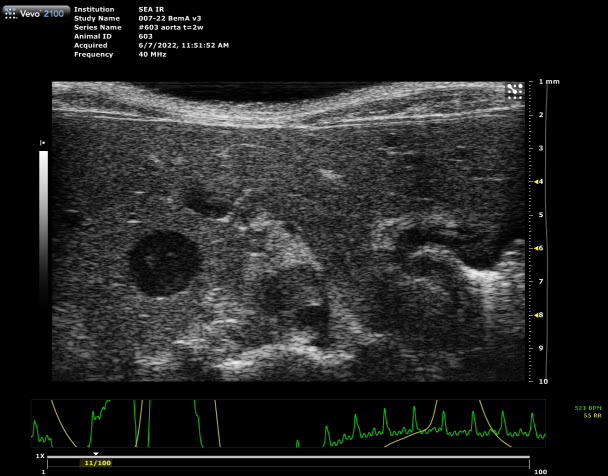 Vevo 2100
Institution SEA IR
Study Name 007-22 BemA v3
Series Name #603 aorta t=2w
Animal ID 603
Acquired 6/7/2022, 11:51:52 AM
Frequency 40 MHz
1 mm
2
3
4
5
6
7
8
9
10
523 BPM
55 RR
1X
11/100
1
100